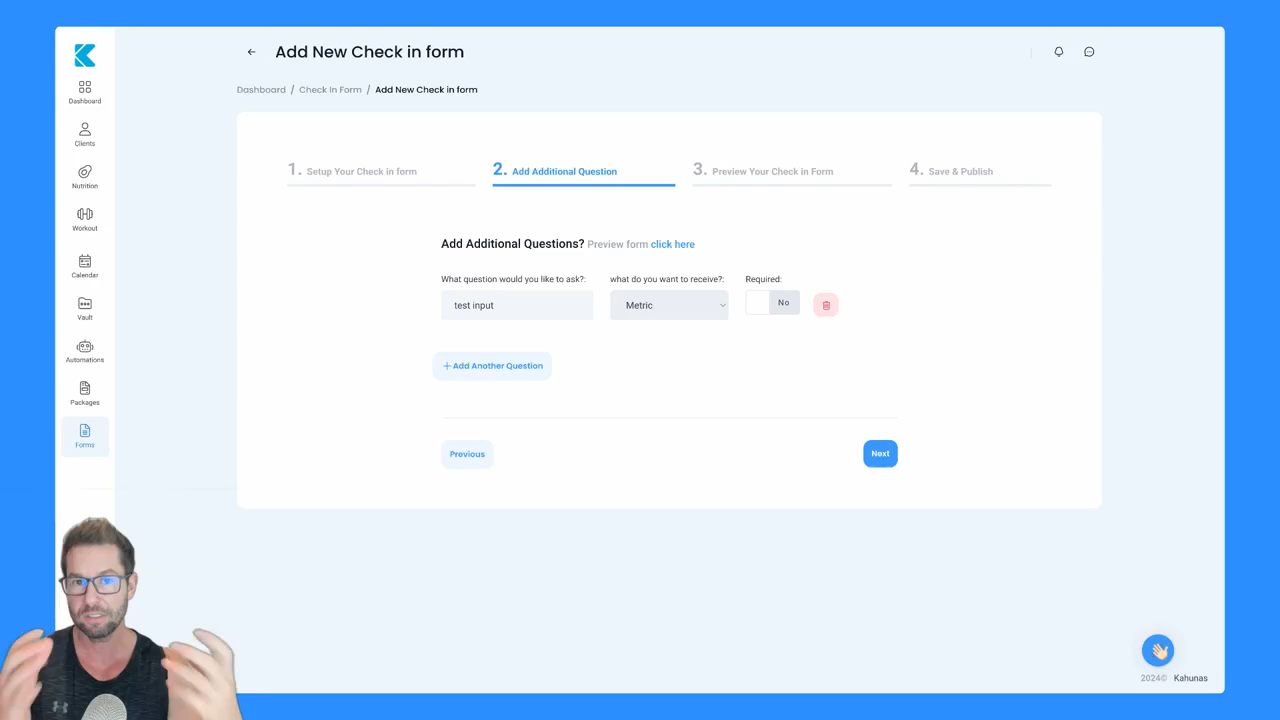 Add New Check in form
Dashboard / Check In Form / Add New Check in form
Dashboard
Clients
Nutrition
Workout
Calendar
Vault
Automations
Packages
Forms
1. Setup Your Check in form
2. Add Additional Question
3. Preview Your Check in Form
4. Save & Publish
Add Additional Questions? Preview form click here
What question would you like to ask?: what do you want to receive?: Required:
test input Metric No
+ Add Another Question
Previous Next
2024© Kahunas